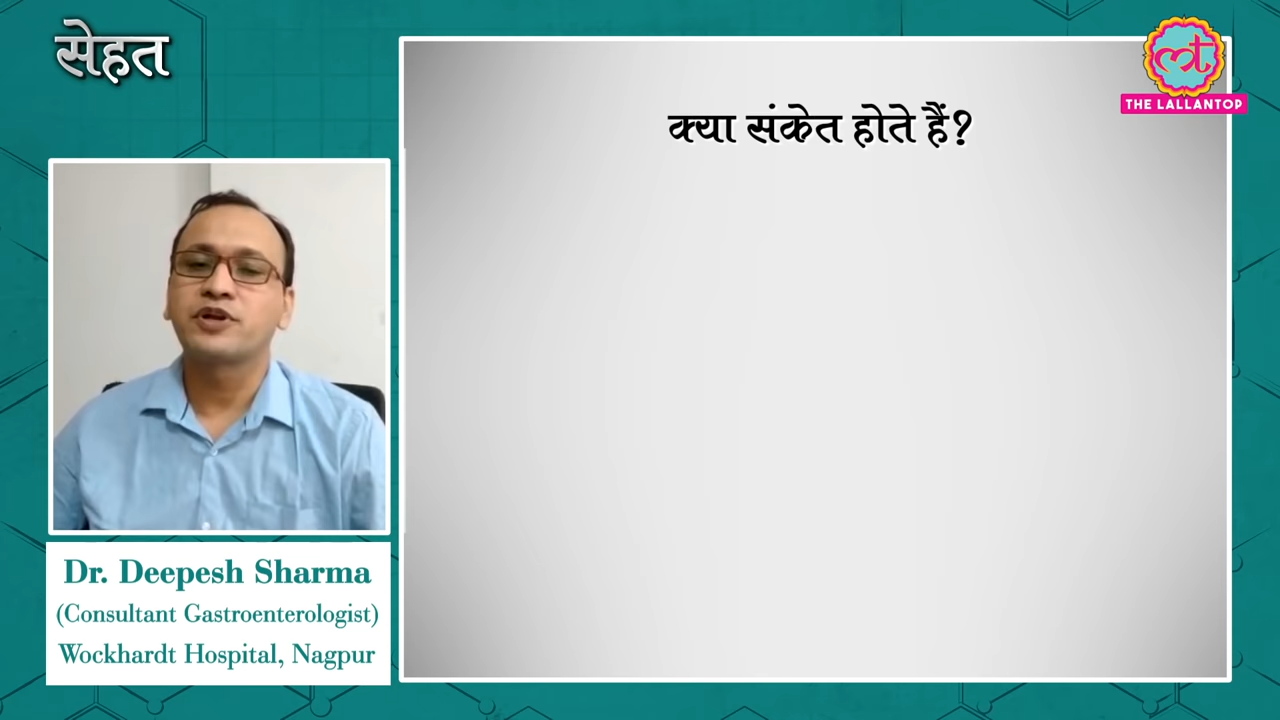 सेहत
THE LALLANTOP
क्या संकेत होते हैं?
Dr. Deepesh Sharma
(Consultant Gastroenterologist)
Wockhardt Hospital, Nagpur